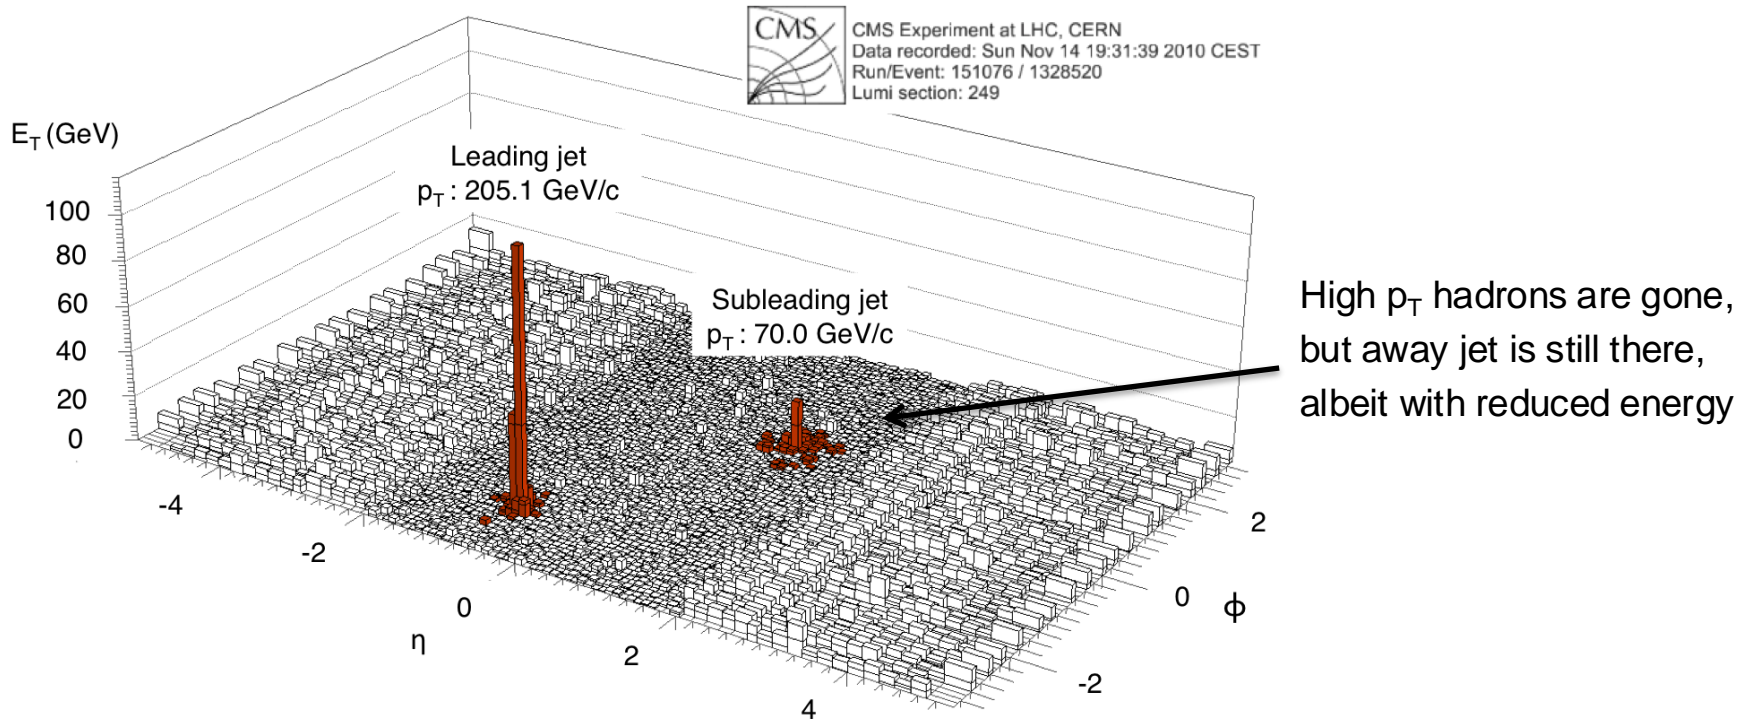 CMS
CMS Experiment at LHC, CERN
Data recorded: Sun Nov 14 19:31:39 2010 CEST
Run/Event: 151076 / 1328520
Lumi section: 249
E_T (GeV)
Leading jet
p_T : 205.1 GeV/c
Subleading jet
p_T : 70.0 GeV/c
High p_T hadrons are gone,
but away jet is still there,
albeit with reduced energy
100
80
60
40
20
0
-4
-2
0
2
4
η
2
0
-2
ϕ